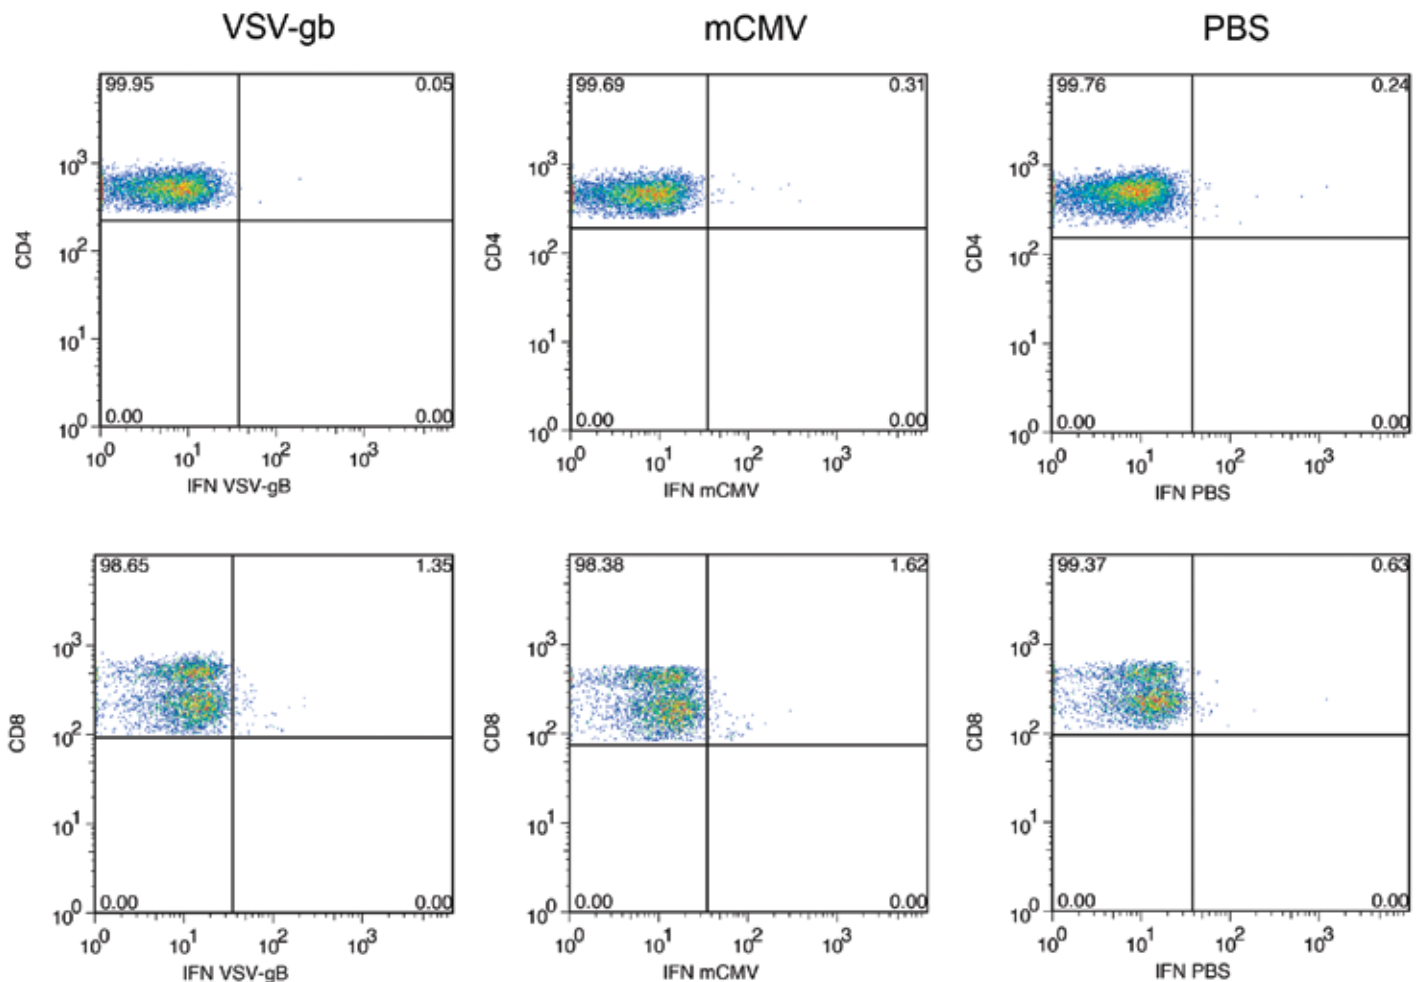 VSV-gb
mCMV
PBS
99.95
0.05
CD4
10³
10²
10¹
10⁰
0.00
0.00
10⁰ 10¹ 10² 10³
IFN VSV-gB
99.69
0.31
CD4
10³
10²
10¹
10⁰
0.00
0.00
10⁰ 10¹ 10² 10³
IFN mCMV
99.76
0.24
CD4
10³
10²
10¹
10⁰
0.00
0.00
10⁰ 10¹ 10² 10³
IFN PBS
98.65
1.35
CD8
10³
10²
10¹
10⁰
0.00
0.00
10⁰ 10¹ 10² 10³
IFN VSV-gB
98.38
1.62
CD8
10³
10²
10¹
10⁰
0.00
0.00
10⁰ 10¹ 10² 10³
IFN mCMV
99.37
0.63
CD8
10³
10²
10¹
10⁰
0.00
0.00
10⁰ 10¹ 10² 10³
IFN PBS